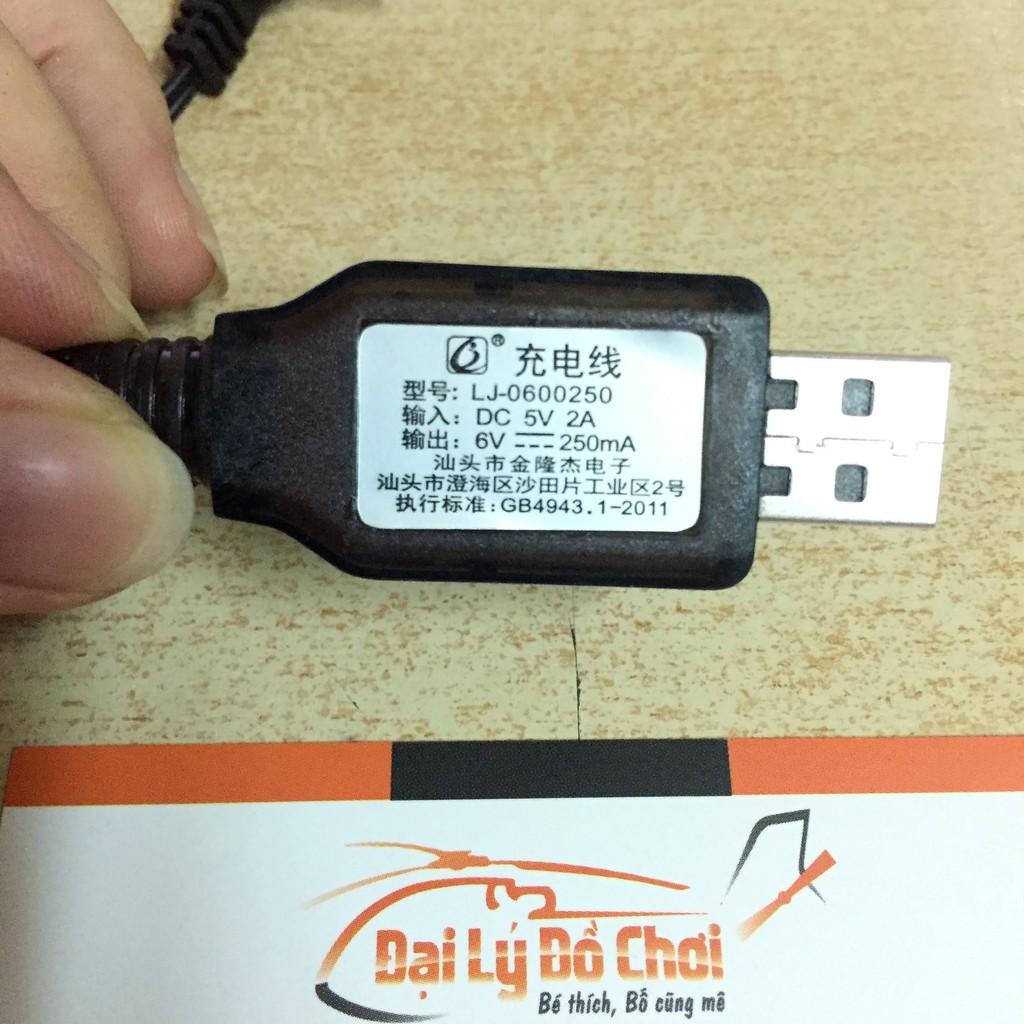 ® 充电线
型号: LJ-0600250
输入: DC 5V 2A
输出: 6V ⎓ 250mA
汕头市金隆杰电子
汕头市澄海区沙田片工业区2号
执行标准:GB4943.1-2011
Đại Lý Đồ Chơi
Bé thích, Bố cũng mê